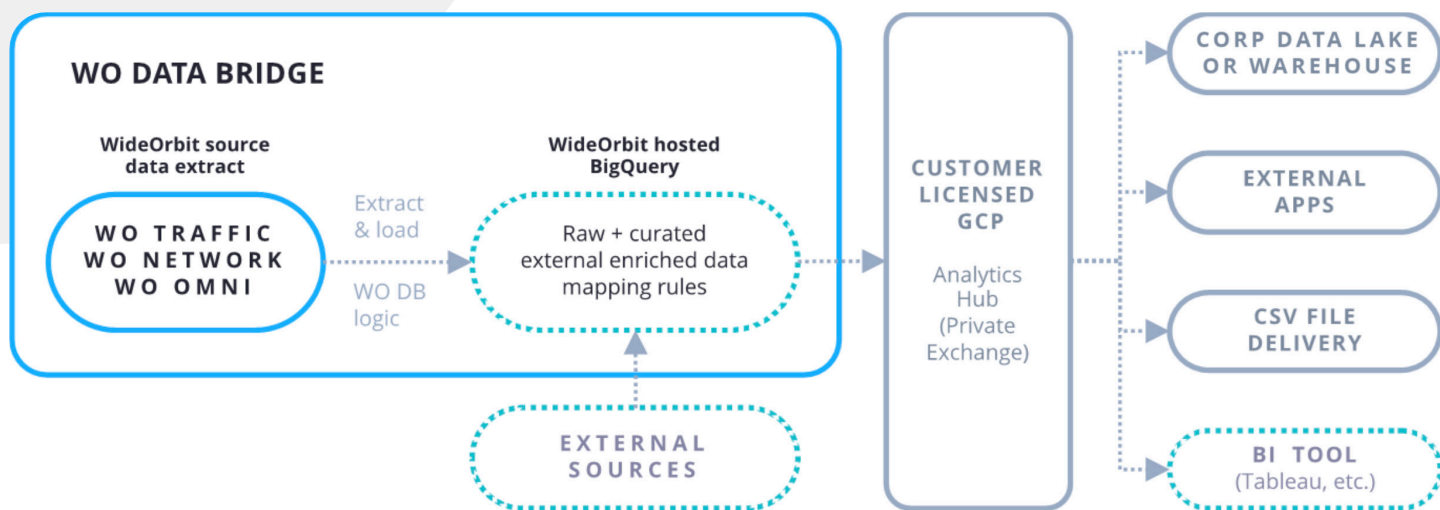 WO DATA BRIDGE
WideOrbit source
data extract
WO TRAFFIC
WO NETWORK
WO OMNI
Extract
& load
WO DB
logic
WideOrbit hosted
BigQuery
Raw + curated
external enriched data
mapping rules
EXTERNAL
SOURCES
CUSTOMER
LICENSED
GCP
Analytics
Hub
(Private
Exchange)
CORP DATA LAKE
OR WAREHOUSE
EXTERNAL
APPS
CSV FILE
DELIVERY
BI TOOL
(Tableau, etc.)